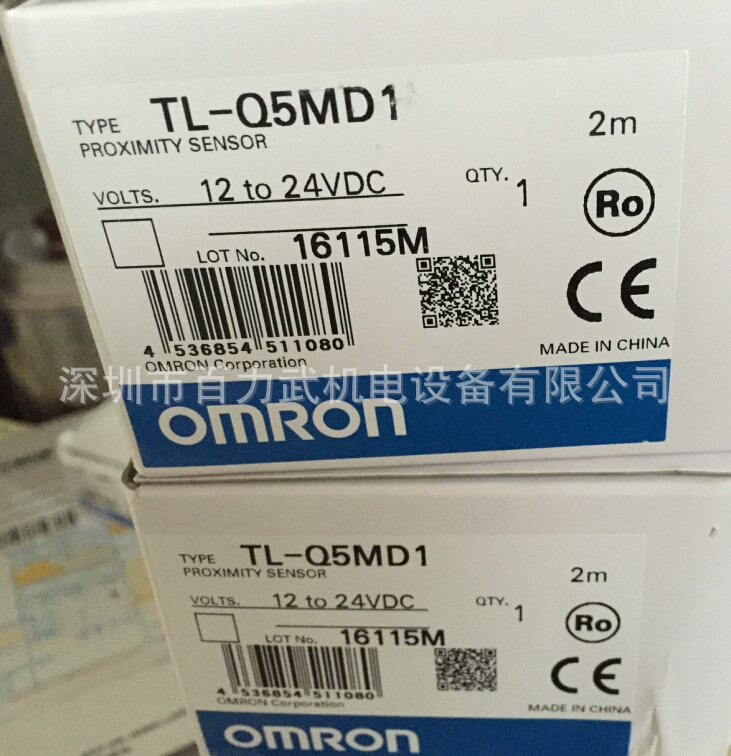 TYPE TL-Q5MD1
PROXIMITY SENSOR
2m
VOLTS. 12 to 24VDC
QTY. 1
Ro
LOT No. 16115M
CE
4 536854 511080
OMRON Corporation
MADE IN CHINA
深圳市百力武机电设备有限公司
OMRON
TYPE TL-Q5MD1
PROXIMITY SENSOR
2m
VOLTS. 12 to 24VDC
QTY. 1
Ro
LOT No. 16115M
CE
4 536854 511080
OMRON Corporation
MADE IN CHINA
OMRON